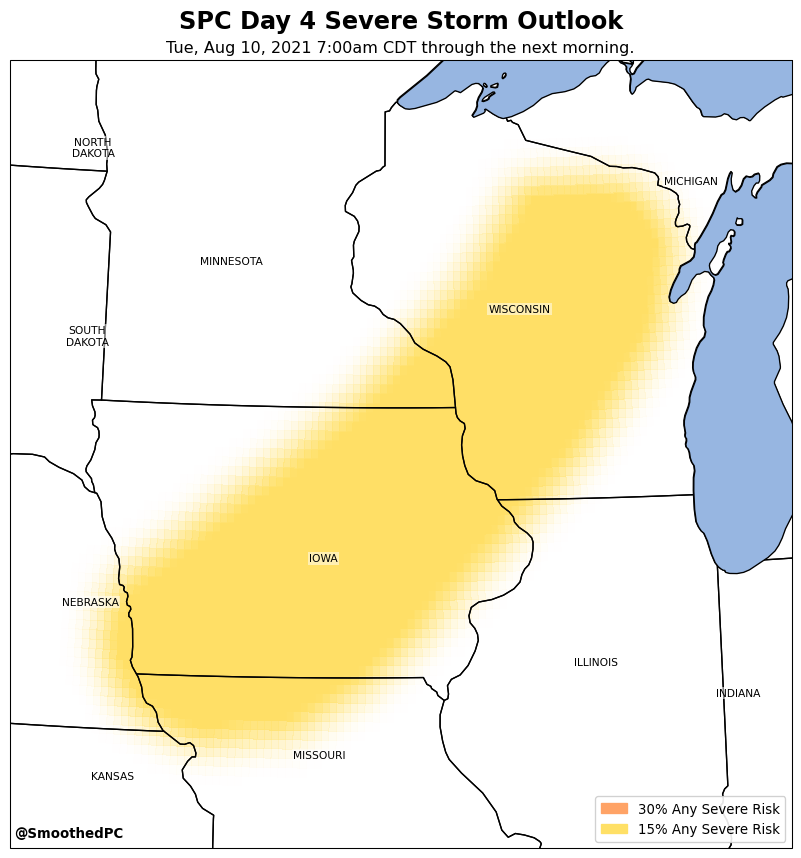 SPC Day 4 Severe Storm Outlook
Tue, Aug 10, 2021 7:00am CDT through the next morning.
NORTH
DAKOTA
MICHIGAN
MINNESOTA
WISCONSIN
SOUTH
DAKOTA
IOWA
NEBRASKA
ILLINOIS
INDIANA
MISSOURI
KANSAS
30% Any Severe Risk
15% Any Severe Risk
@SmoothedPC